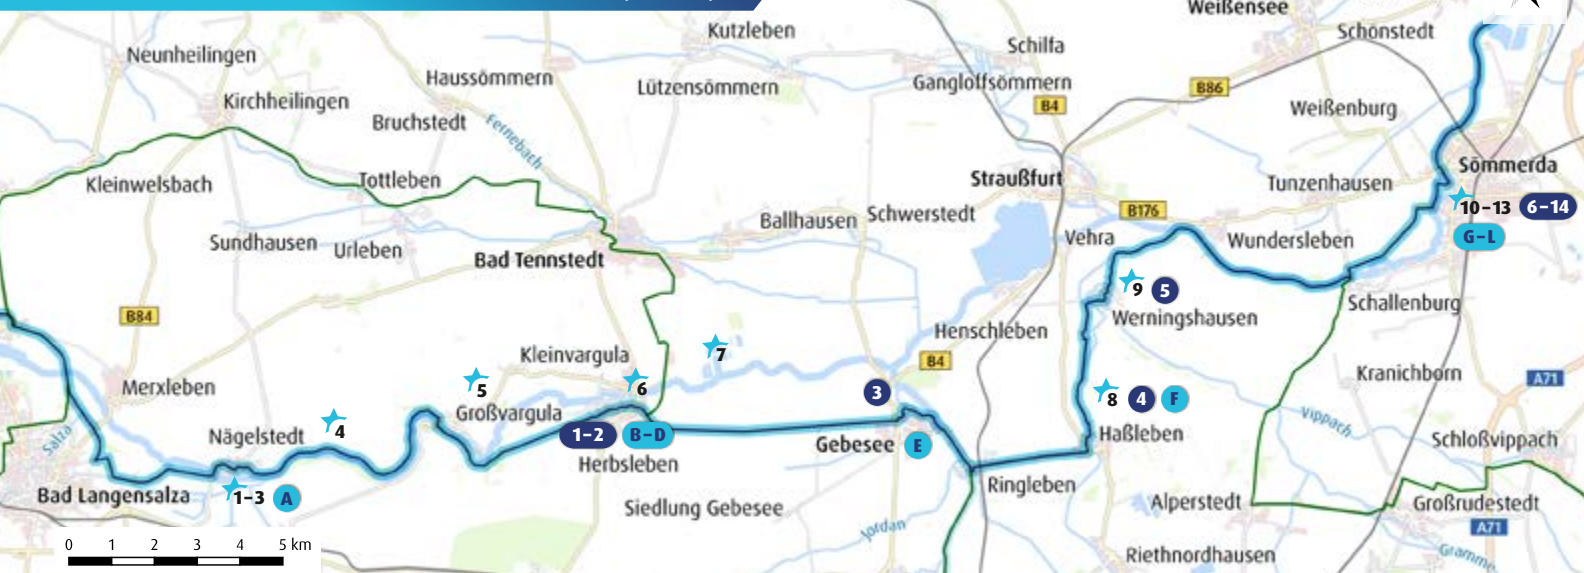 Weißensee
Kutzleben
Schilfa
Schönstedt
Neunheilingen
Haussömmern
Lützensömmern
Gangloffsömmern
B86
B4
Kirchheilingen
Bruchstedt
Fernebach
Weißenburg
Sömmerda
Kleinwelsbach
Tottleben
Straußfurt
Tunzenhausen
10–13 6–14
G–L
Ballhausen
Schwerstedt
B176
Sundhausen
Urleben
Vehra
Wundersleben
Bad Tennstedt
9 5
Schallenburg
B84
Werningshausen
Henschleben
Kleinvargula
7
B4
Kranichborn
A71
Merxleben
5
6
3
8 4 F
Großvargula
Vippach
4
Nägelstedt
1–2 B–D
Gebesee E
Haßleben
Schloßvippach
Salza
Herbsleben
Bad Langensalza
1–3 A
Ringleben
Siedlung Gebesee
Alperstedt
Großrudestedt
Jordan
A71
0 1 2 3 4 5 km
Riethnordhausen
Gramme